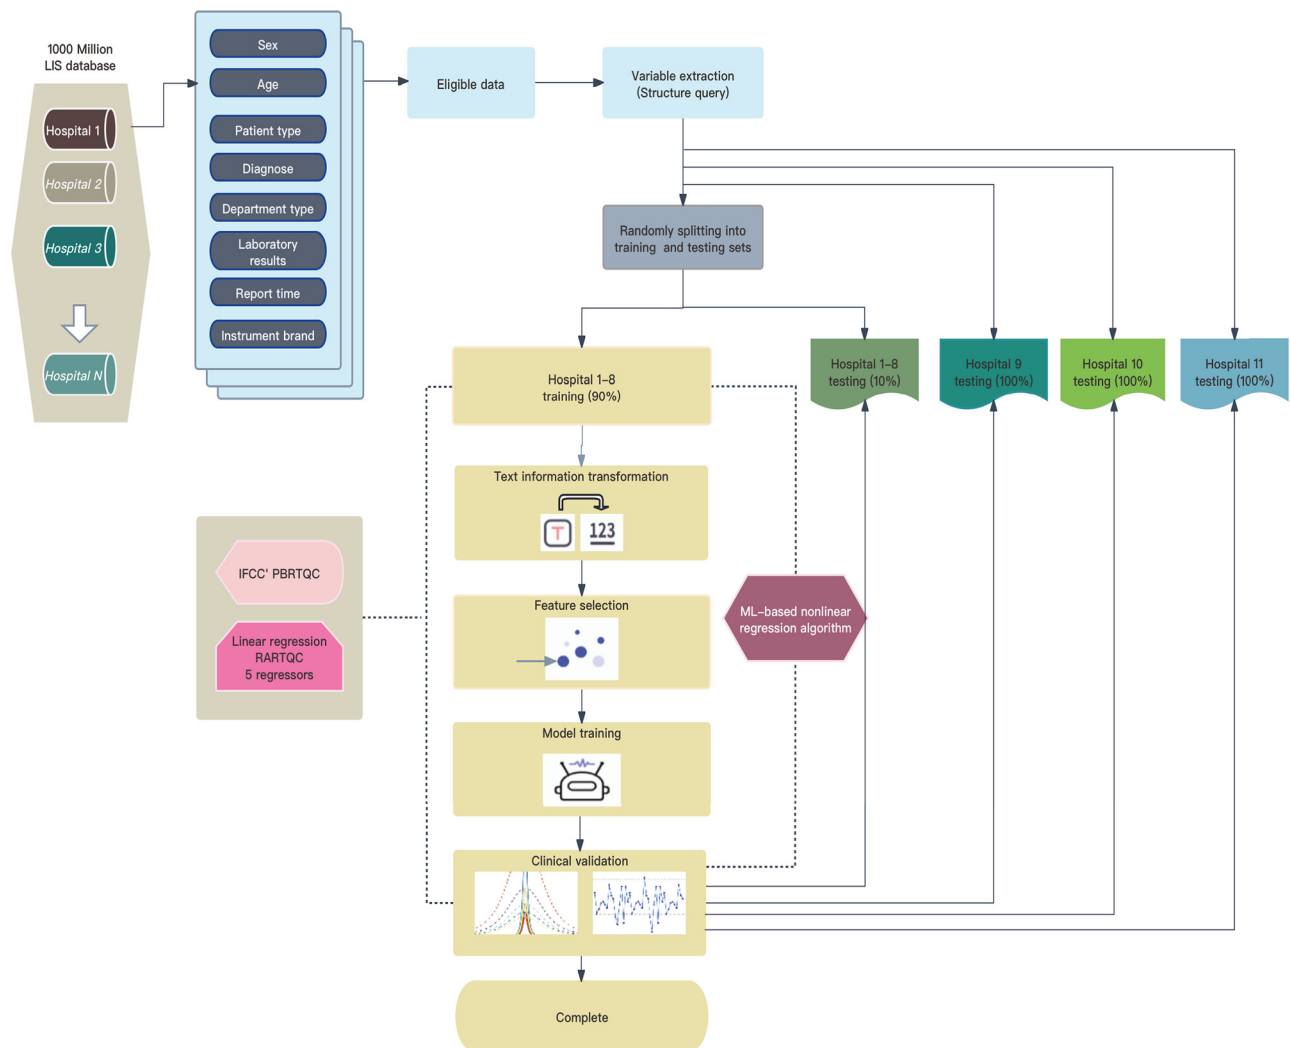 1000 Million
LIS database
Hospital 1
Hospital 2
Hospital 3
Hospital N
Sex
Age
Patient type
Diagnose
Department type
Laboratory
results
Report time
Instrument brand
Eligible data
Variable extraction
(Structure query)
Randomly splitting into
training and testing sets
Hospital 1–8
training (90%)
Hospital 1–8
testing (10%)
Hospital 9
testing (100%)
Hospital 10
testing (100%)
Hospital 11
testing (100%)
Text information transformation
T
123
IFCC' PBRTQC
Linear regression
RARTQC
5 regressors
Feature selection
ML–based nonlinear
regression algorithm
Model training
Clinical validation
Complete